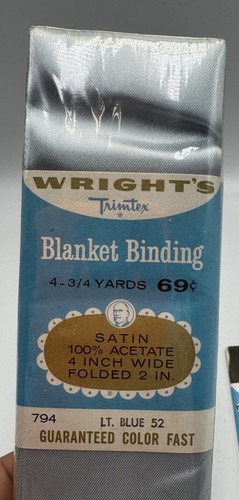 WRIGHT'S
Trimtex
®
Blanket Binding
4-3/4 YARDS 69¢
SATIN
100% ACETATE
4 INCH WIDE
FOLDED 2 IN.
794 LT. BLUE 52
GUARANTEED COLOR FAST